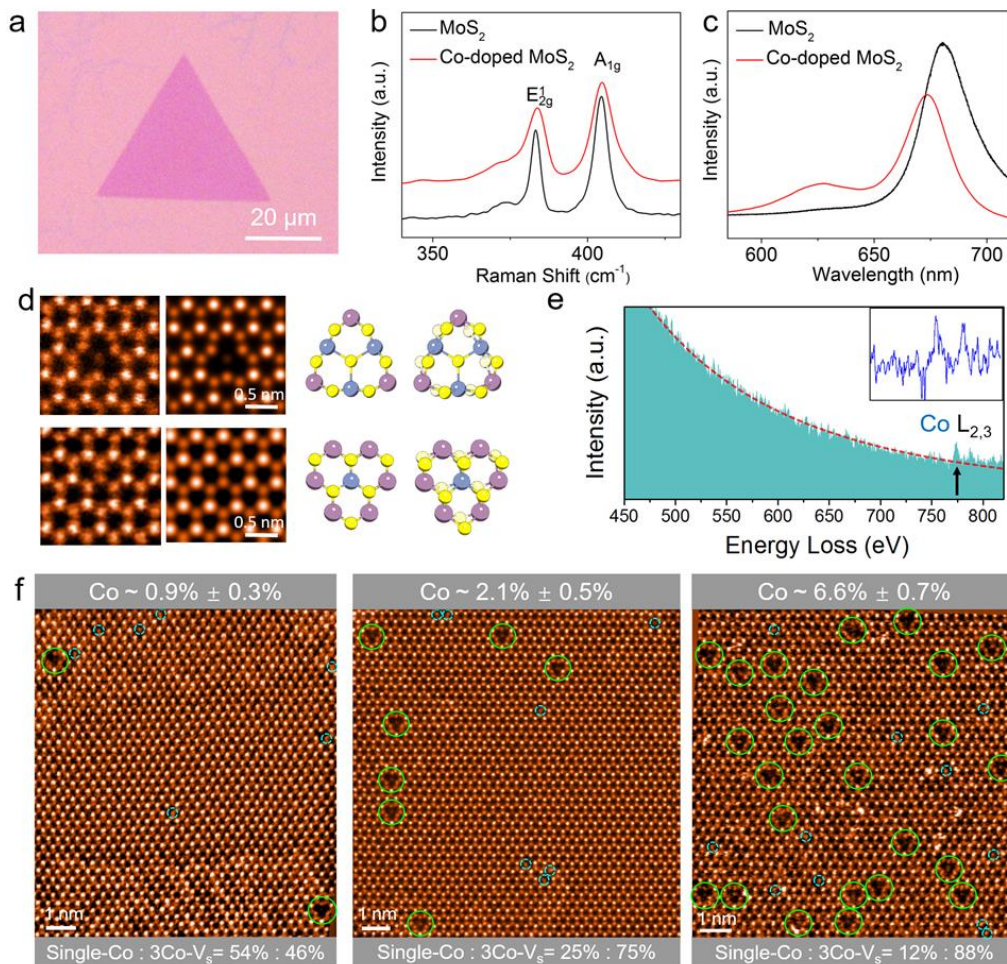 a
20 μm
b
MoS₂
Co-doped MoS₂
E¹₂g
A₁g
Intensity (a.u.)
350
400
Raman Shift (cm⁻¹)
c
MoS₂
Co-doped MoS₂
Intensity (a.u.)
600
650
700
Wavelength (nm)
d
0.5 nm
0.5 nm
e
Intensity (a.u.)
Co L₂,₃
450 500 550 600 650 700 750 800
Energy Loss (eV)
f
Co ~ 0.9% ± 0.3%
1 nm
Single-Co : 3Co-Vₛ= 54% : 46%
Co ~ 2.1% ± 0.5%
1 nm
Single-Co : 3Co-Vₛ= 25% : 75%
Co ~ 6.6% ± 0.7%
1 nm
Single-Co : 3Co-Vₛ= 12% : 88%